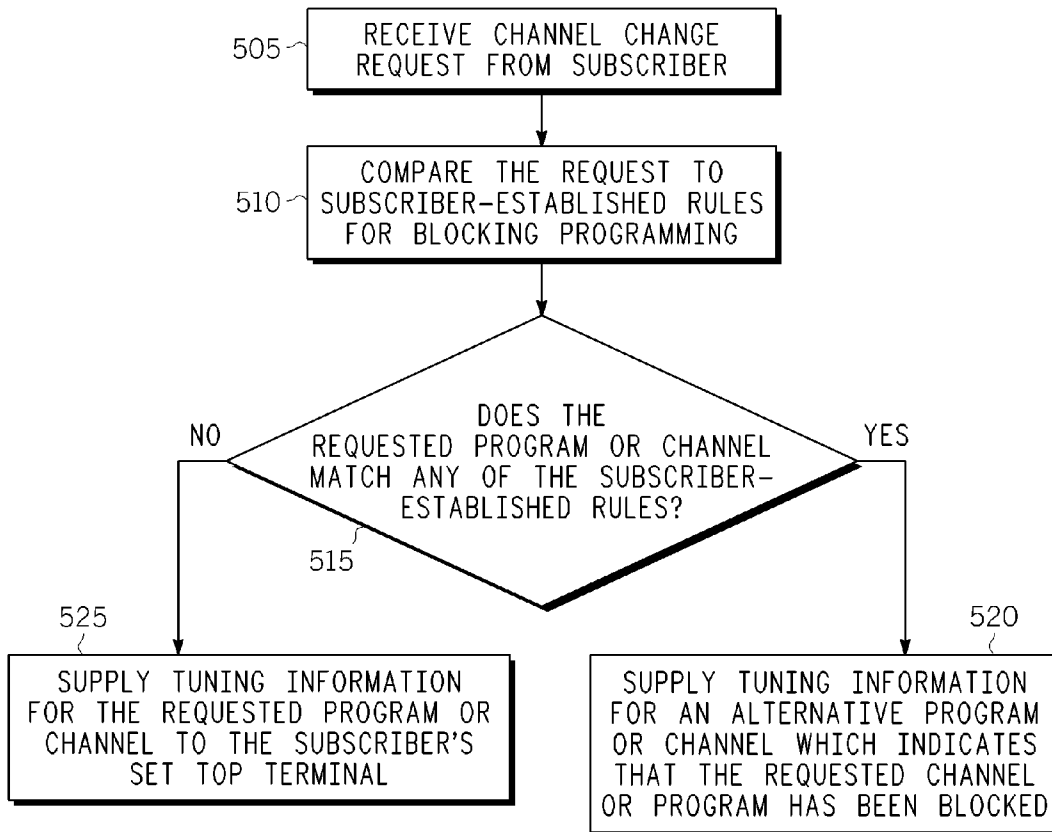 505
RECEIVE CHANNEL CHANGE
REQUEST FROM SUBSCRIBER
510
COMPARE THE REQUEST TO
SUBSCRIBER-ESTABLISHED RULES
FOR BLOCKING PROGRAMMING
DOES THE
REQUESTED PROGRAM OR CHANNEL
MATCH ANY OF THE SUBSCRIBER-
ESTABLISHED RULES?
NO
YES
515
525
SUPPLY TUNING INFORMATION
FOR THE REQUESTED PROGRAM OR
CHANNEL TO THE SUBSCRIBER'S
SET TOP TERMINAL
520
SUPPLY TUNING INFORMATION
FOR AN ALTERNATIVE PROGRAM
OR CHANNEL WHICH INDICATES
THAT THE REQUESTED CHANNEL
OR PROGRAM HAS BEEN BLOCKED